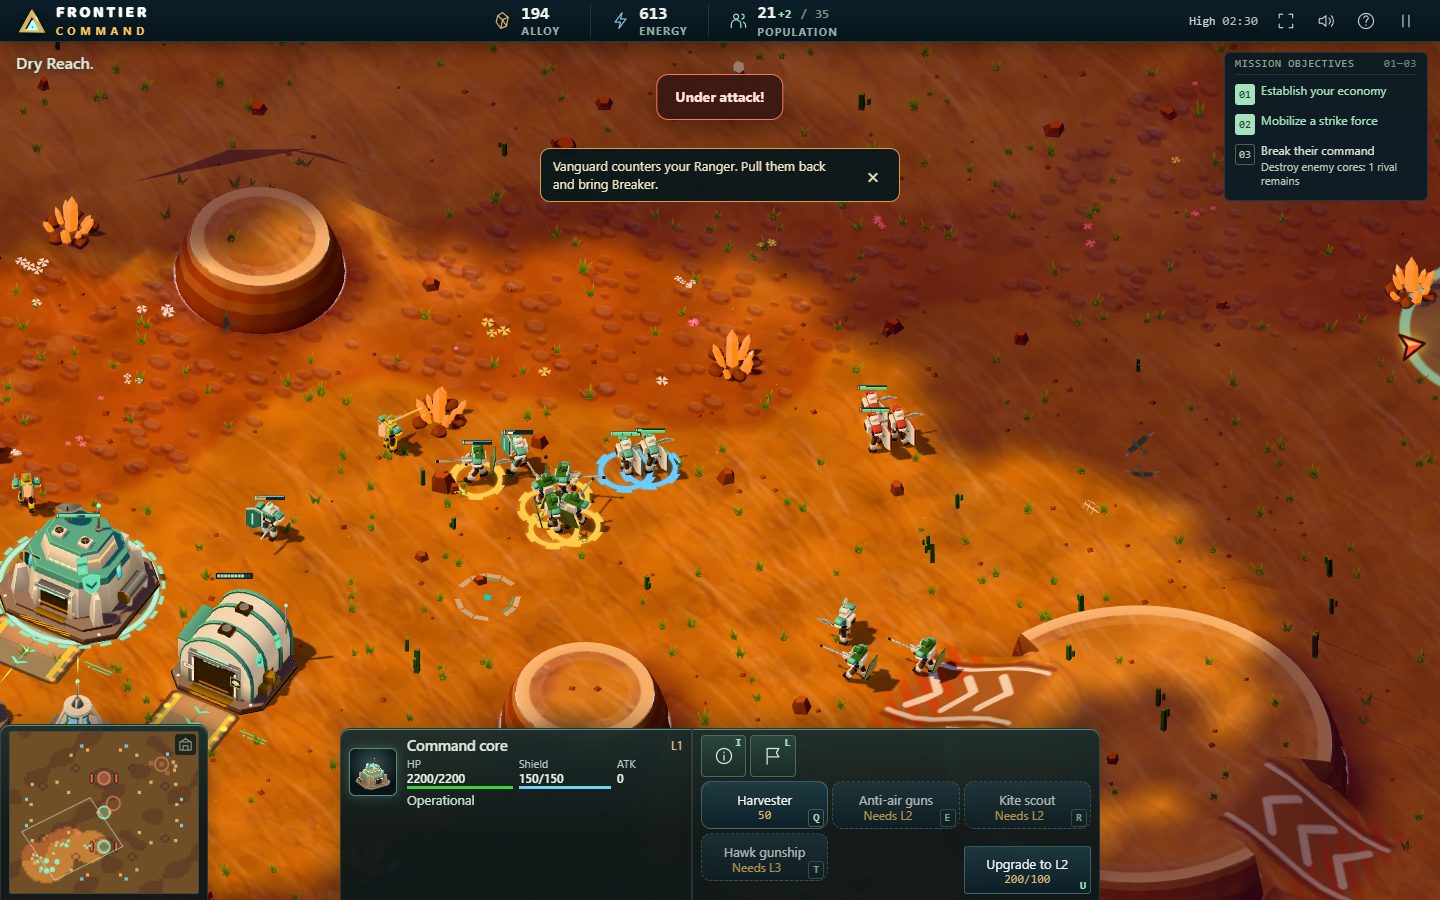 FRONTIER
COMMAND
194
ALLOY
613
ENERGY
21+2 / 35
POPULATION
High 02:30
Dry Reach.
Under attack!
Vanguard counters your Ranger. Pull them back
and bring Breaker.
MISSION OBJECTIVES 01—03
01 Establish your economy
02 Mobilize a strike force
03 Break their command
Destroy enemy cores: 1 rival
remains
Command core L1
HP Shield ATK
2200/2200 150/150 0
Operational
I L
Harvester
50 Q
Anti-air guns
Needs L2 E
Kite scout
Needs L2 R
Hawk gunship
Needs L3 T
Upgrade to L2
200/100
U